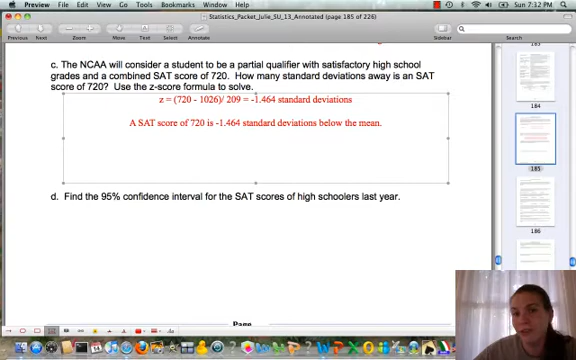 Preview File Edit View Go Tools Bookmarks Window Help
Sun 7:32 PM
Statistics_Packet_Julie_SU_13_Annotated (page 185 of 226)
Previous Next Zoom Move Text Select Annotate Sidebar Search
183
c. The NCAA will consider a student to be a partial qualifier with satisfactory high school
grades and a combined SAT score of 720. How many standard deviations away is an SAT
score of 720? Use the z-score formula to solve.
z = (720 - 1026)/ 209 = -1.464 standard deviations
A SAT score of 720 is -1.464 standard deviations below the mean.
184
185
d. Find the 95% confidence interval for the SAT scores of high schoolers last year.
186
Page